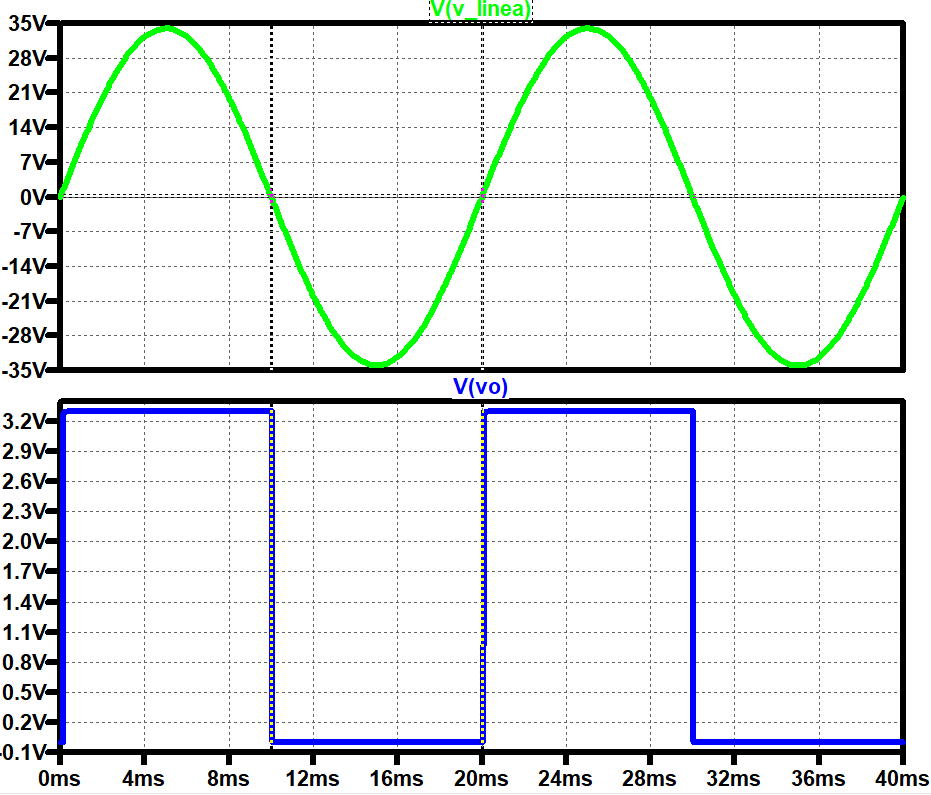 V(v_linea)
35V
28V
21V
14V
7V
0V
-7V
-14V
-21V
-28V
-35V
V(vo)
3.2V
2.9V
2.6V
2.3V
2.0V
1.7V
1.4V
1.1V
0.8V
0.5V
0.2V
-0.1V
0ms 4ms 8ms 12ms 16ms 20ms 24ms 28ms 32ms 36ms 40ms